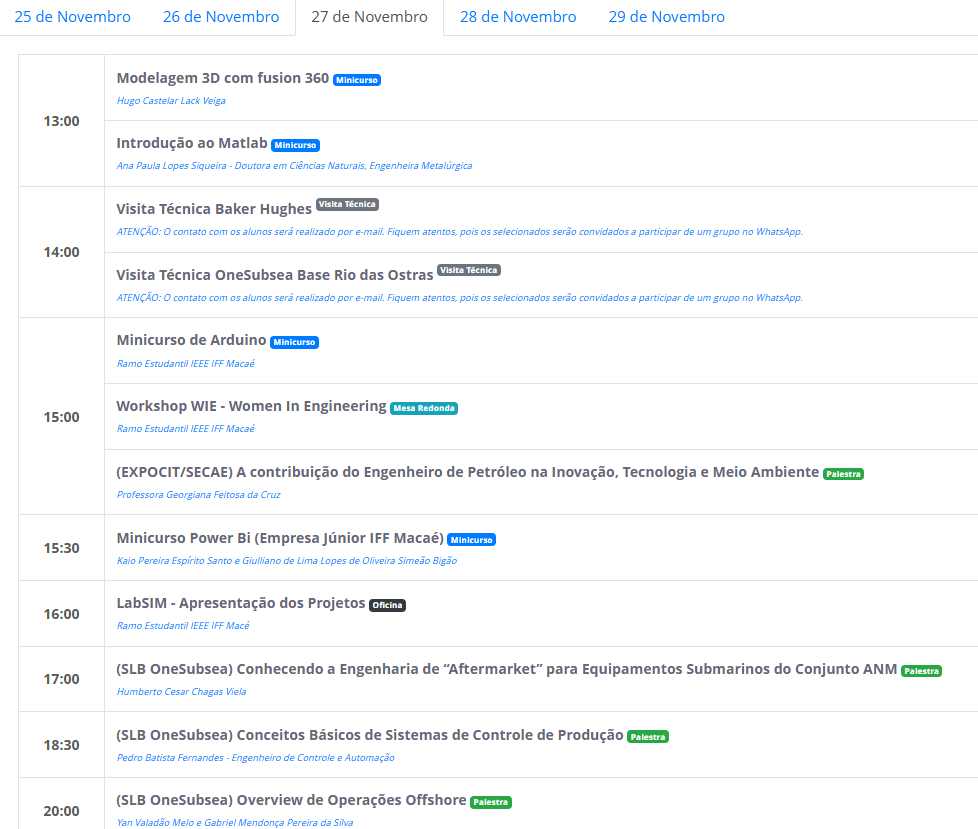 25 de Novembro 26 de Novembro 27 de Novembro 28 de Novembro 29 de Novembro
13:00
Modelagem 3D com fusion 360 Minicurso
Hugo Castelar Lack Veiga
Introdução ao Matlab Minicurso
Ana Paula Lopes Siqueira - Doutora em Ciências Naturais, Engenheira Metalúrgica
14:00
Visita Técnica Baker Hughes Visita Técnica
ATENÇÃO: O contato com os alunos será realizado por e-mail. Fiquem atentos, pois os selecionados serão convidados a participar de um grupo no WhatsApp.
Visita Técnica OneSubsea Base Rio das Ostras Visita Técnica
ATENÇÃO: O contato com os alunos será realizado por e-mail. Fiquem atentos, pois os selecionados serão convidados a participar de um grupo no WhatsApp.
15:00
Minicurso de Arduino Minicurso
Ramo Estudantil IEEE IFF Macaé
Workshop WIE - Women In Engineering Mesa Redonda
Ramo Estudantil IEEE IFF Macaé
(EXPOCIT/SECAE) A contribuição do Engenheiro de Petróleo na Inovação, Tecnologia e Meio Ambiente Palestra
Professora Georgiana Feitosa da Cruz
15:30
Minicurso Power Bi (Empresa Júnior IFF Macaé) Minicurso
Kaio Pereira Espírito Santo e Giulliano de Lima Lopes de Oliveira Simeão Bigão
16:00
LabSIM - Apresentação dos Projetos Oficina
Ramo Estudantil IEEE IFF Macé
17:00
(SLB OneSubsea) Conhecendo a Engenharia de “Aftermarket” para Equipamentos Submarinos do Conjunto ANM Palestra
Humberto Cesar Chagas Viela
18:30
(SLB OneSubsea) Conceitos Básicos de Sistemas de Controle de Produção Palestra
Pedro Batista Fernandes - Engenheiro de Controle e Automação
20:00
(SLB OneSubsea) Overview de Operações Offshore Palestra
Yan Valadão Melo e Gabriel Mendonça Pereira da Silva